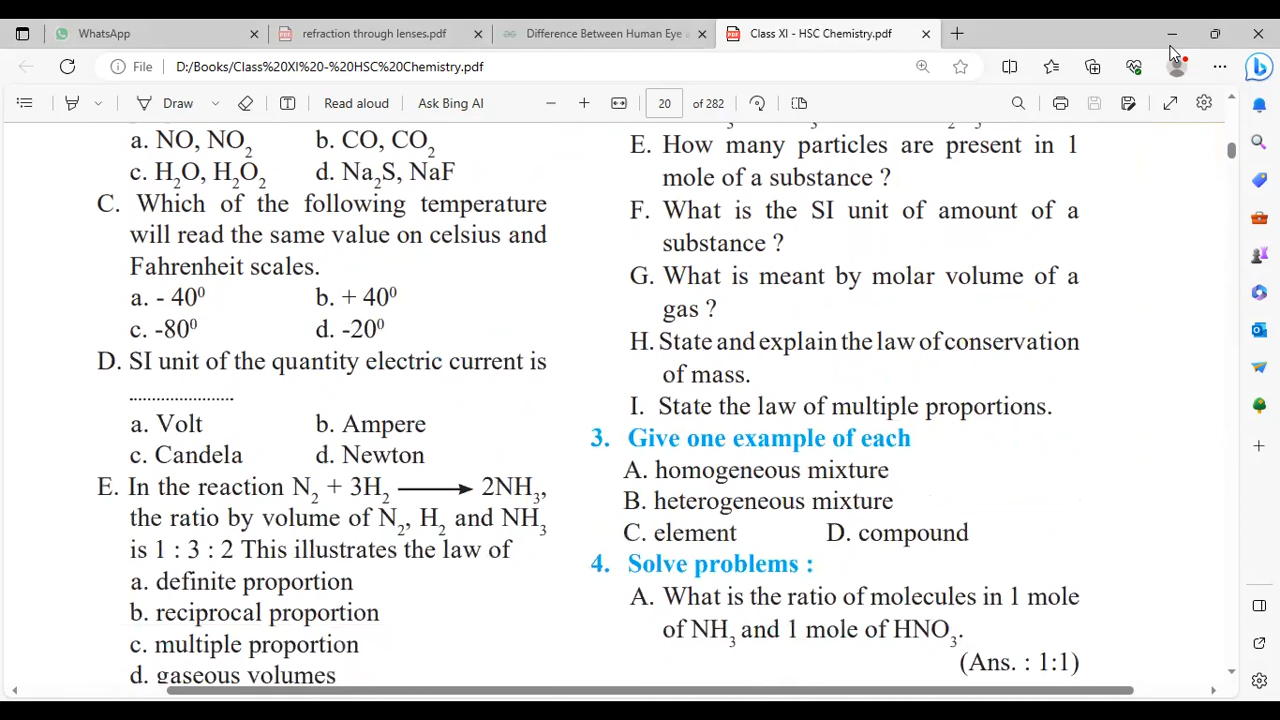 WhatsApp
refraction through lenses.pdf
Difference Between Human Eye
Class XI - HSC Chemistry.pdf
File
D:/Books/Class%20XI%20-%20HSC%20Chemistry.pdf
Draw
Read aloud
Ask Bing AI
20
of 282
a. NO, NO₂ b. CO, CO₂
c. H₂O, H₂O₂ d. Na₂S, NaF
C. Which of the following temperature
will read the same value on celsius and
Fahrenheit scales.
a. - 40⁰ b. + 40⁰
c. -80⁰ d. -20⁰
D. SI unit of the quantity electric current is
.......................
a. Volt b. Ampere
c. Candela d. Newton
E. In the reaction N₂ + 3H₂ ⟶ 2NH₃,
the ratio by volume of N₂, H₂ and NH₃
is 1 : 3 : 2 This illustrates the law of
a. definite proportion
b. reciprocal proportion
c. multiple proportion
d. gaseous volumes
E. How many particles are present in 1
mole of a substance ?
F. What is the SI unit of amount of a
substance ?
G. What is meant by molar volume of a
gas ?
H. State and explain the law of conservation
of mass.
I. State the law of multiple proportions.
3. Give one example of each
A. homogeneous mixture
B. heterogeneous mixture
C. element D. compound
4. Solve problems :
A. What is the ratio of molecules in 1 mole
of NH₃ and 1 mole of HNO₃.
(Ans. : 1:1)